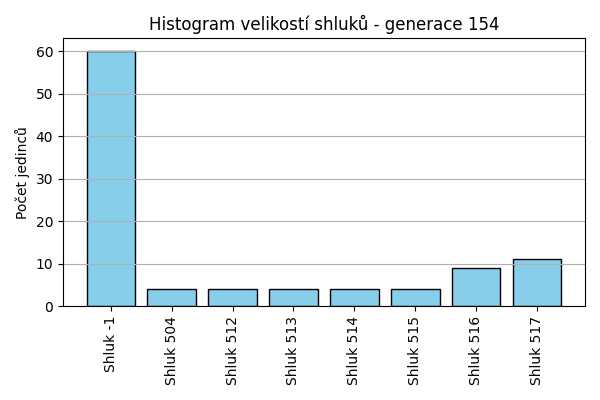 Histogram velikostí shluků - generace 154
Počet jedinců
60
50
40
30
20
10
0
Shluk -1
Shluk 504
Shluk 512
Shluk 513
Shluk 514
Shluk 515
Shluk 516
Shluk 517